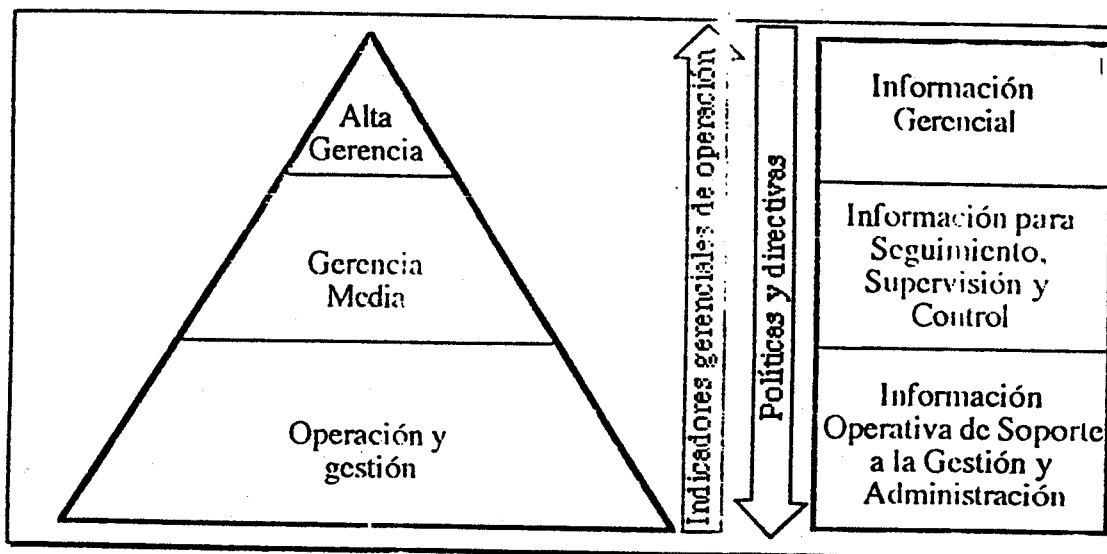 Alta
Gerencia
Gerencia
Media
Operación y
gestión
Indicadores gerenciales de operación
Políticas y directivas
Información
Gerencial
Información para
Seguimiento,
Supervisión y
Control
Información
Operativa de Soporte
a la Gestión y
Administración